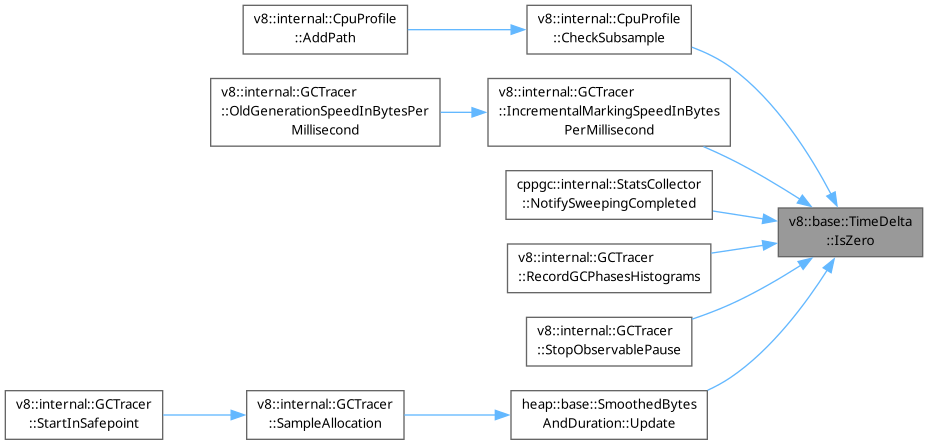 v8::internal::CpuProfile
::AddPath
v8::internal::CpuProfile
::CheckSubsample
v8::internal::GCTracer
::OldGenerationSpeedInBytesPer
Millisecond
v8::internal::GCTracer
::IncrementalMarkingSpeedInBytes
PerMillisecond
cppgc::internal::StatsCollector
::NotifySweepingCompleted
v8::base::TimeDelta
::IsZero
v8::internal::GCTracer
::RecordGCPhasesHistograms
v8::internal::GCTracer
::StopObservablePause
v8::internal::GCTracer
::StartInSafepoint
v8::internal::GCTracer
::SampleAllocation
heap::base::SmoothedBytes
AndDuration::Update